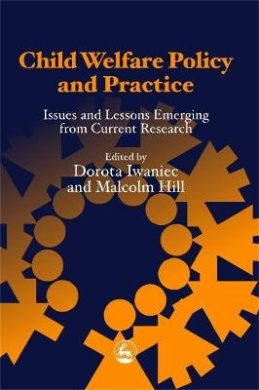 Child Welfare Policy
and Practice
Issues and Lessons Emerging
from Current Research
Edited by
Dorota Iwaniec
and Malcolm Hill